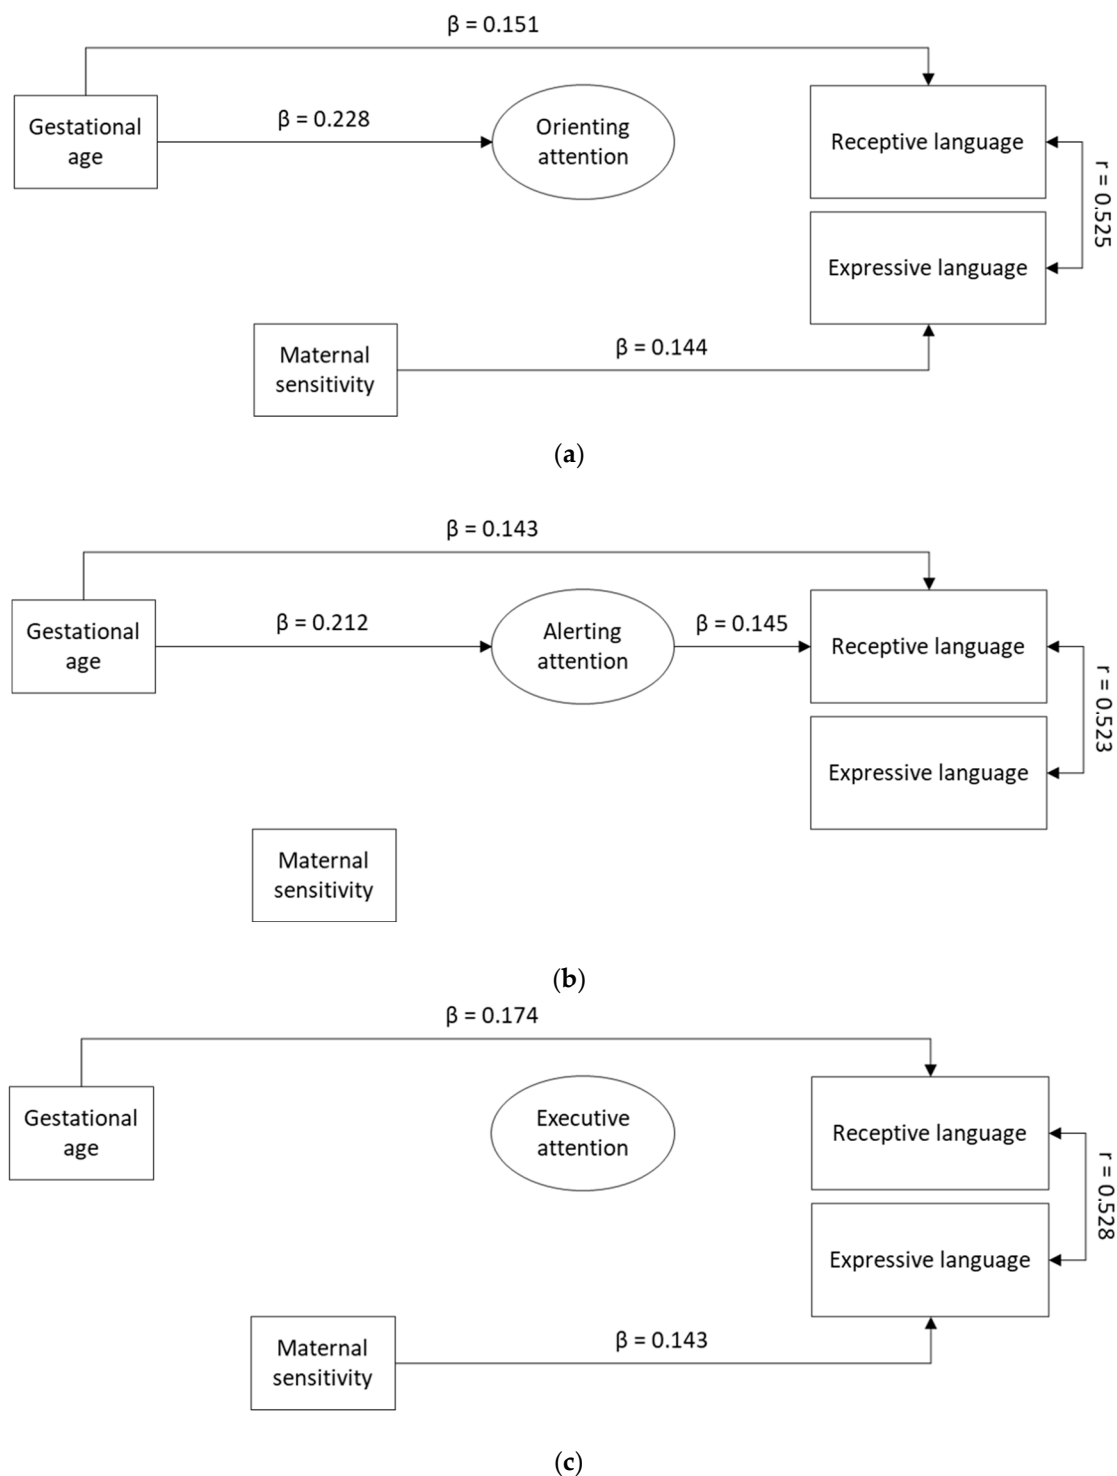 β = 0.151
Gestational
age
β = 0.228
Orienting
attention
Receptive language
r = 0.525
Expressive language
Maternal
sensitivity
β = 0.144
(a)
β = 0.143
Gestational
age
β = 0.212
Alerting
attention
β = 0.145
Receptive language
r = 0.523
Expressive language
Maternal
sensitivity
(b)
β = 0.174
Gestational
age
Executive
attention
Receptive language
r = 0.528
Expressive language
Maternal
sensitivity
β = 0.143
(c)